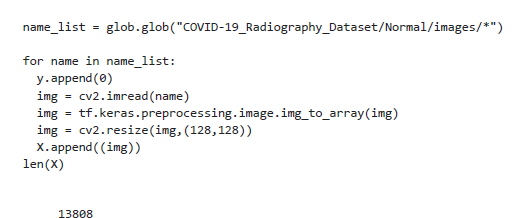 name_list = glob.glob("COVID-19_Radiography_Dataset/Normal/images/*")
for name in name_list:
y.append(0)
img = cv2.imread(name)
img = tf.keras.preprocessing.image.img_to_array(img)
img = cv2.resize(img,(128,128))
X.append((img))
len(X)
13808